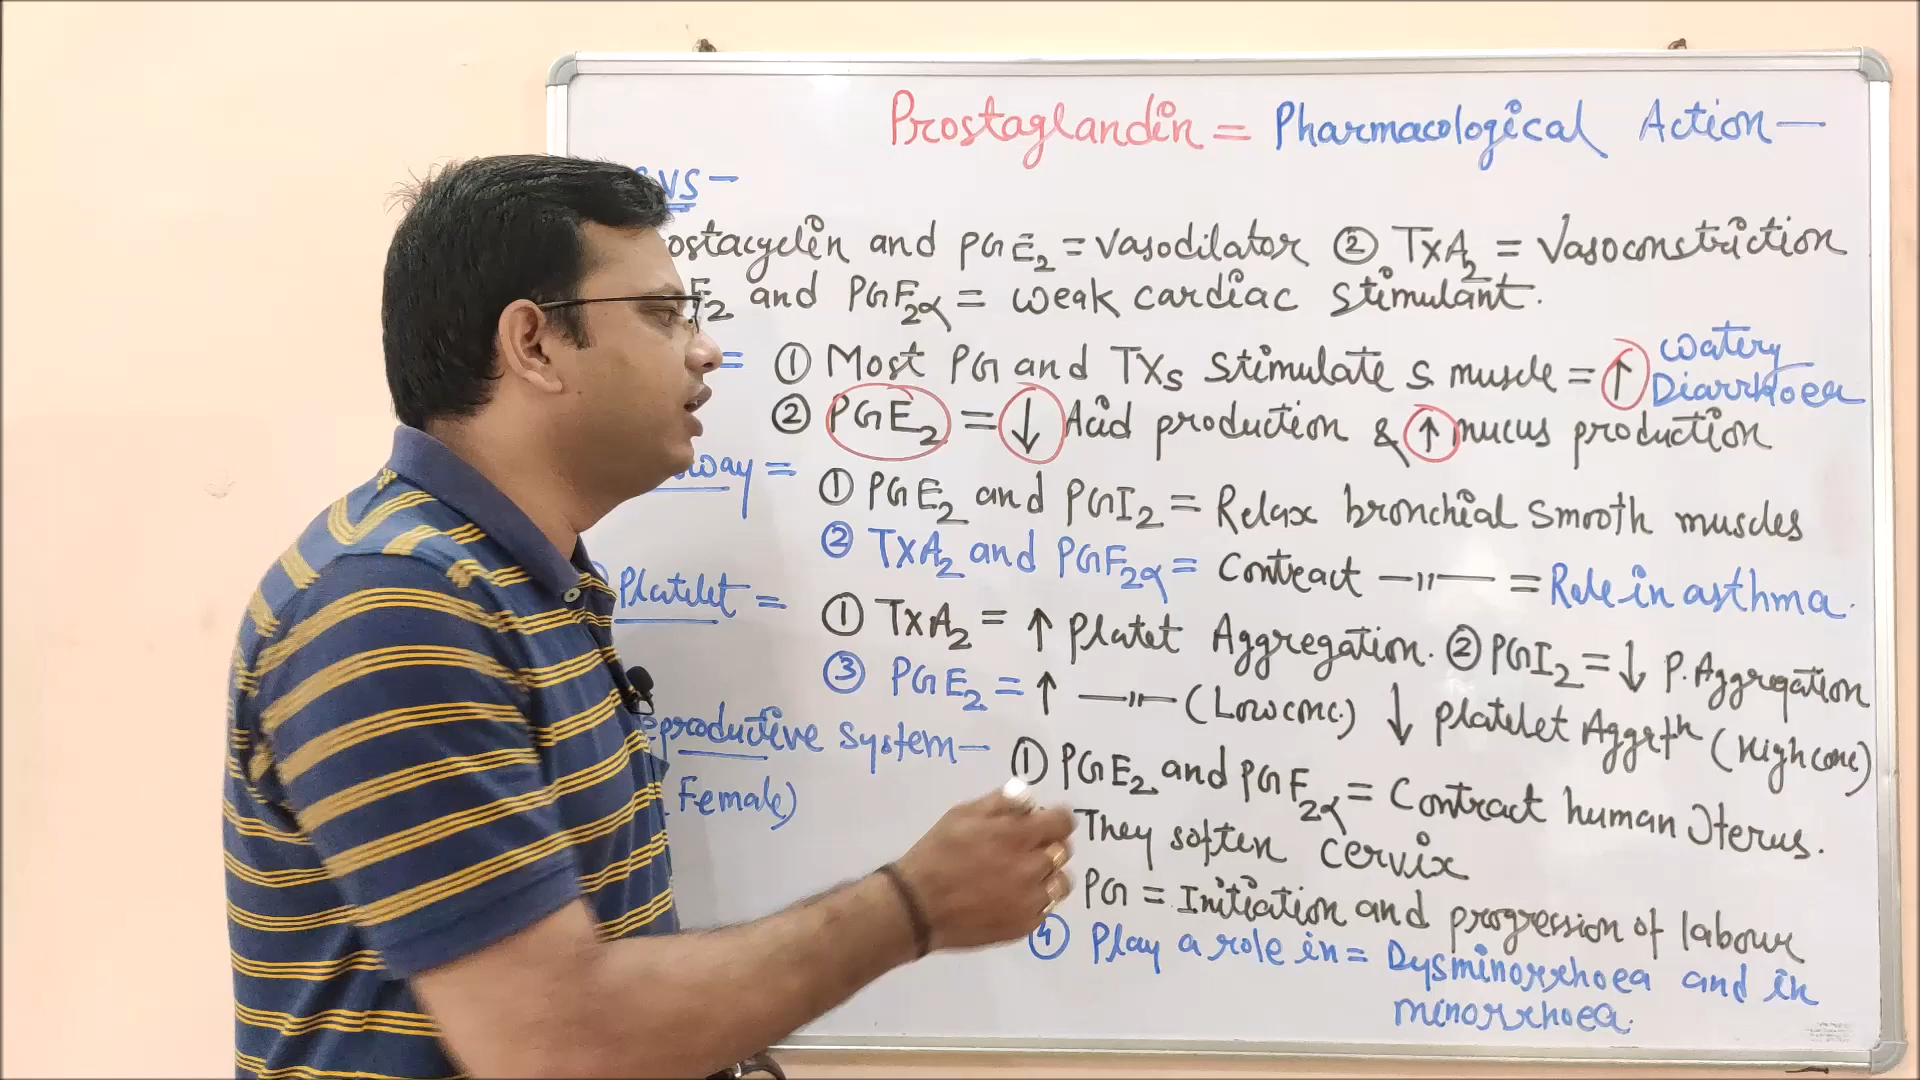 Prostaglandin = Pharmacological Action —
VS —
ostacyclin and PGE₂ = Vasodilator ② TxA₂ = Vasoconstriction
E₂ and PGF₂α = weak cardiac stimulant.
= ① Most PG and TXs stimulate s muscle = ↑ Watery Diarrhoea
② PGE₂ = ↓ Acid production & ↑ mucus production
way = ① PGE₂ and PGI₂ = Relax bronchial smooth muscles
② TxA₂ and PGF₂α = Contract —〃— = Role in asthma.
Platelet = ① TxA₂ = ↑ Platet Aggregation. ② PGI₂ = ↓ P. Aggregation
③ PGE₂ = ↑ —〃— (Low conc.) ↓ Platelet Aggrtⁿ (High conc)
eproductive System — ① PGE₂ and PGF₂α = Contract human Uterus.
Female)
They soften cervix
PG = Initiation and progression of labour
④ Play a role in = Dysminorrhoea and in
minorrhoea.